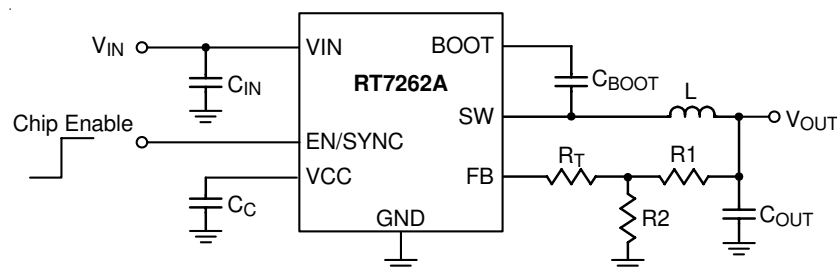 VIN
VIN
BOOT
CIN
RT7262A
CBOOT
L
Chip Enable
SW
VOUT
EN/SYNC
VCC
FB
RT
R1
CC
GND
R2
COUT